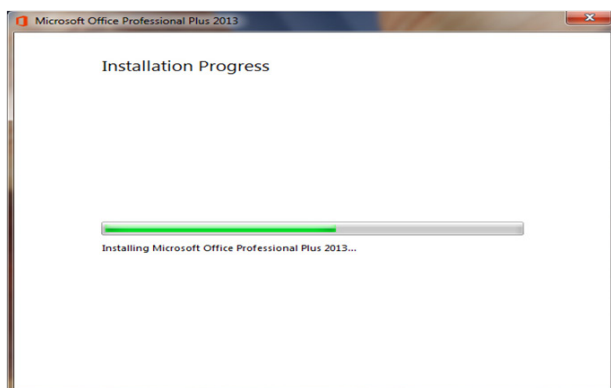 Microsoft Office Professional Plus 2013
Installation Progress
Installing Microsoft Office Professional Plus 2013...